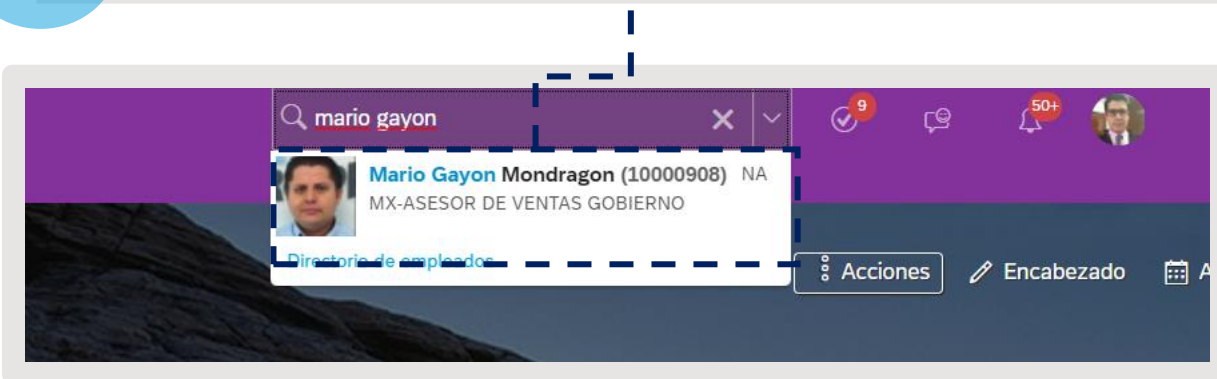 mario gayon
9
50+
Mario Gayon Mondragon (10000908) NA
MX-ASESOR DE VENTAS GOBIERNO
Directorio de empleados
Acciones
Encabezado
A